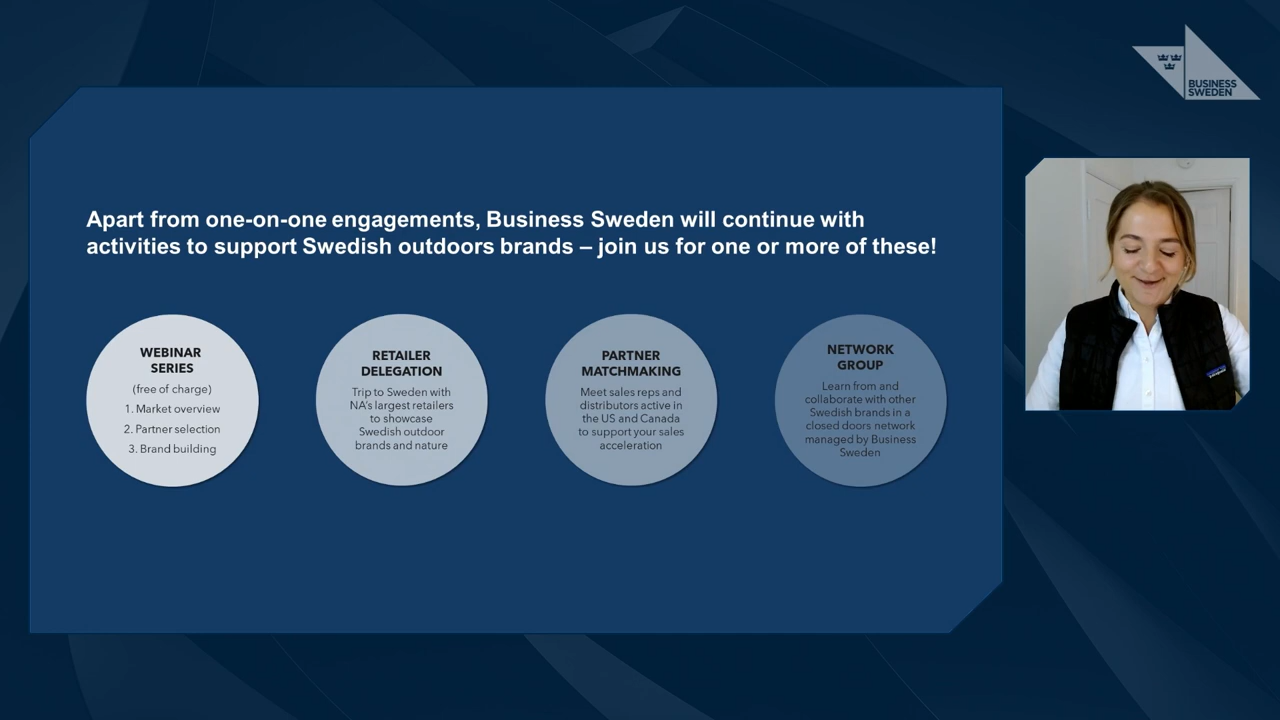 BUSINESS
SWEDEN
Apart from one-on-one engagements, Business Sweden will continue with
activities to support Swedish outdoors brands – join us for one or more of these!
WEBINAR
SERIES
(free of charge)
1. Market overview
2. Partner selection
3. Brand building
RETAILER
DELEGATION
Trip to Sweden with
NA's largest retailers
to showcase
Swedish outdoor
brands and nature
PARTNER
MATCHMAKING
Meet sales reps and
distributors active in
the US and Canada
to support your sales
acceleration
NETWORK
GROUP
Learn from and
collaborate with other
Swedish brands in a
closed doors network
managed by Business
Sweden